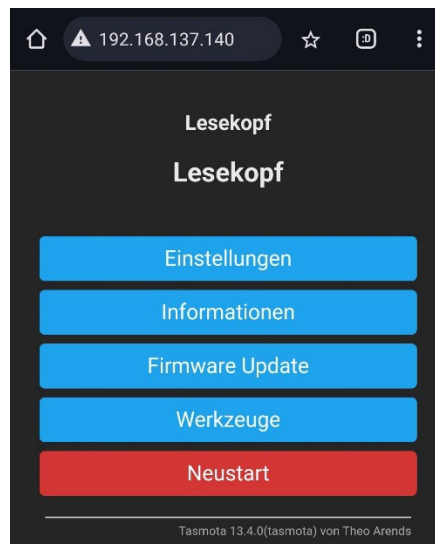 192.168.137.140
:D
Lesekopf
Lesekopf
Einstellungen
Informationen
Firmware Update
Werkzeuge
Neustart
Tasmota 13.4.0(tasmota) von Theo Arends